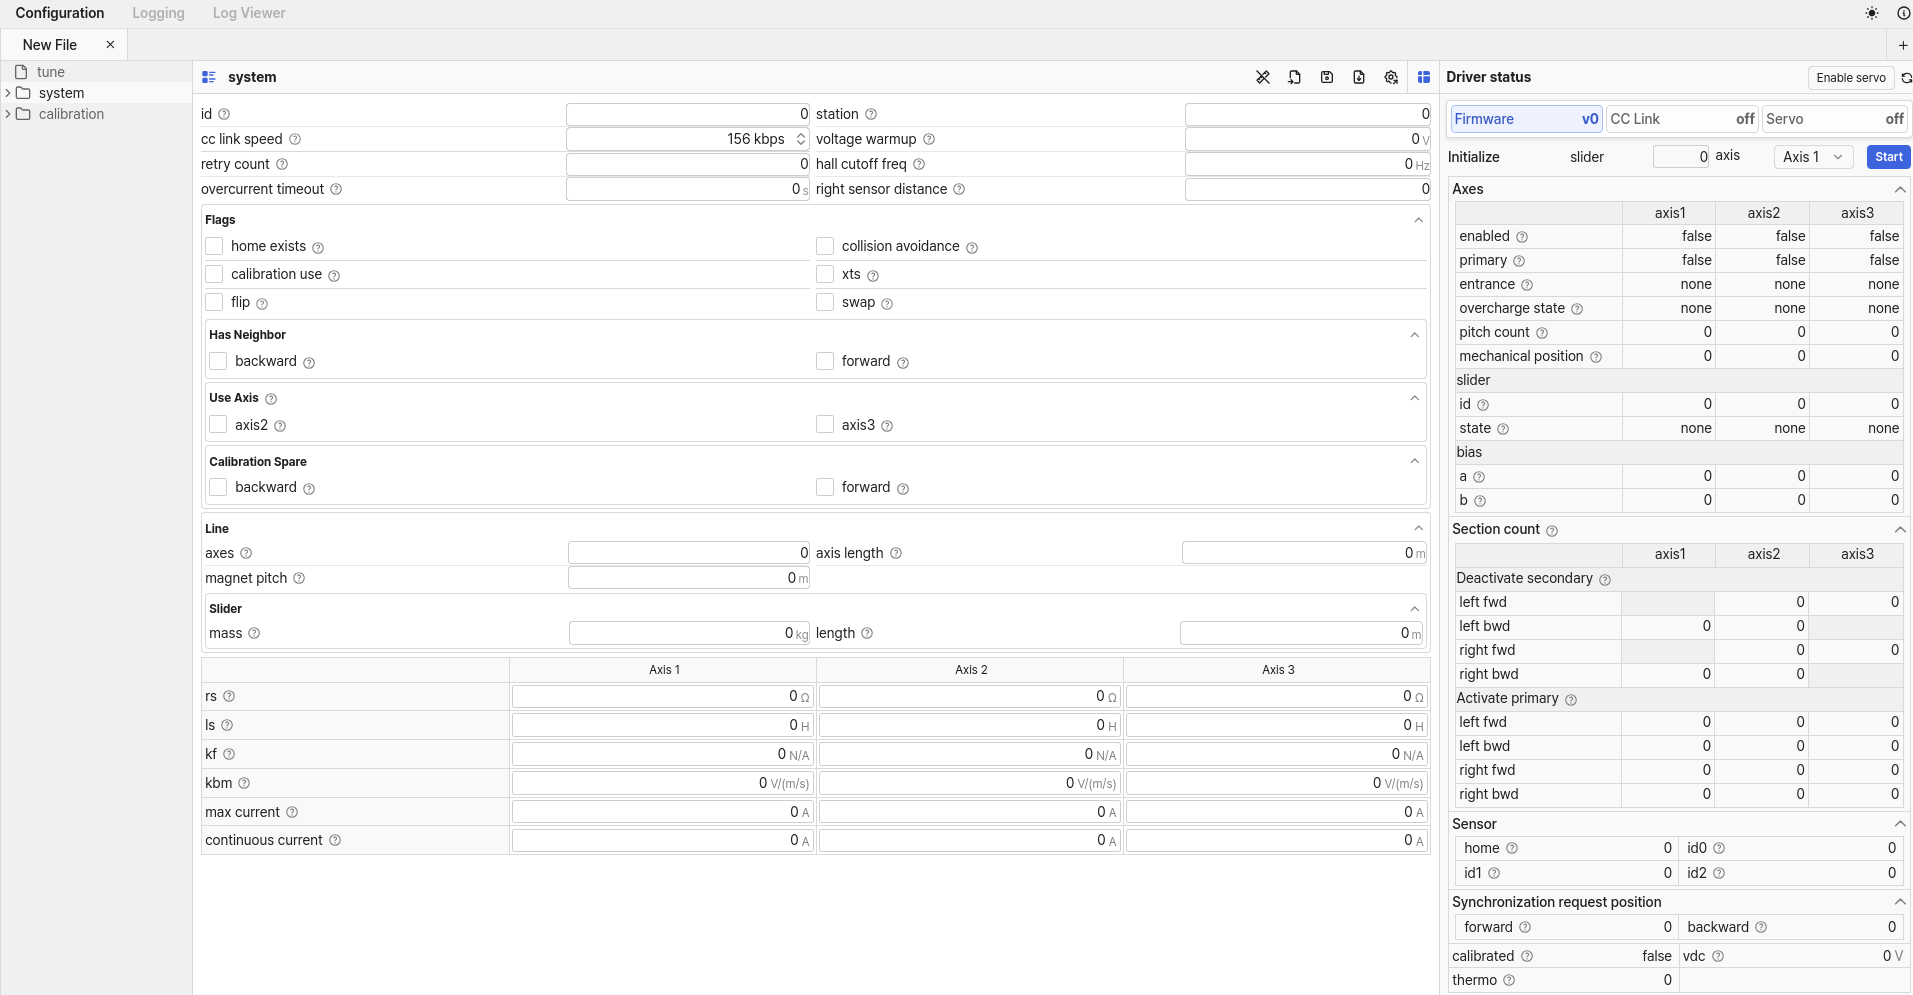 Configuration Logging Log Viewer
New File
tune
system
calibration
system
id 0 station 0
cc link speed 156 kbps voltage warmup 0 V
retry count 0 hall cutoff freq 0 Hz
overcurrent timeout 0 s right sensor distance 0
Flags
home exists collision avoidance
calibration use xts
flip swap
Has Neighbor
backward forward
Use Axis
axis2 axis3
Calibration Spare
backward forward
Line
axes 0 axis length 0 m
magnet pitch 0 m
Slider
mass 0 kg length 0 m
Axis 1 Axis 2 Axis 3
rs 0 Ω 0 Ω 0 Ω
ls 0 H 0 H 0 H
kf 0 N/A 0 N/A 0 N/A
kbm 0 V/(m/s) 0 V/(m/s) 0 V/(m/s)
max current 0 A 0 A 0 A
continuous current 0 A 0 A 0 A
Driver status Enable servo
Firmware v0 CC Link off Servo off
Initialize slider 0 axis Axis 1 Start
Axes
axis1 axis2 axis3
enabled false false false
primary false false false
entrance none none none
overcharge state none none none
pitch count 0 0 0
mechanical position 0 0 0
slider
id 0 0 0
state none none none
bias
a 0 0 0
b 0 0 0
Section count
axis1 axis2 axis3
Deactivate secondary
left fwd 0 0
left bwd 0 0
right fwd 0 0
right bwd 0 0
Activate primary
left fwd 0 0 0
left bwd 0 0 0
right fwd 0 0 0
right bwd 0 0 0
Sensor
home 0 id0 0
id1 0 id2 0
Synchronization request position
forward 0 backward 0
calibrated false vdc 0 V
thermo 0